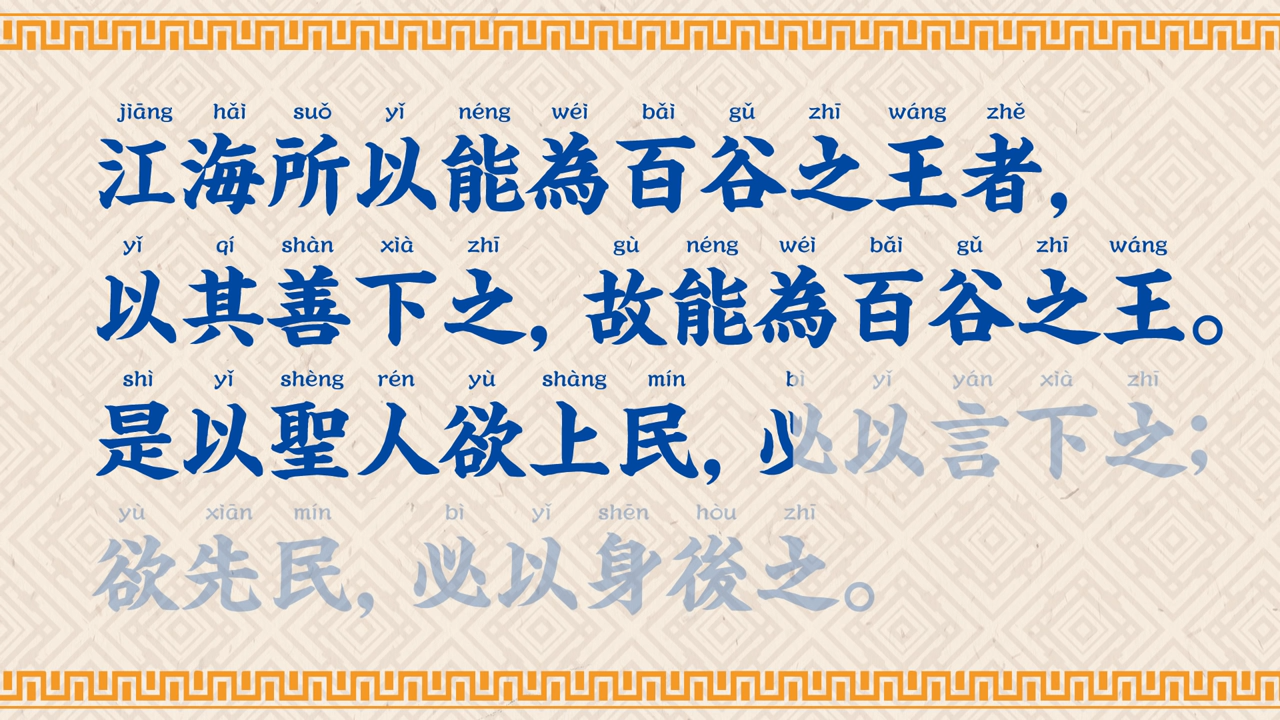 jiāng hǎi suǒ yǐ néng wéi bǎi gǔ zhī wáng zhě
江海所以能為百谷之王者，
yǐ qí shàn xià zhī gù néng wéi bǎi gǔ zhī wáng
以其善下之，故能為百谷之王。
shì yǐ shèng rén yù shàng mín bì yǐ yán xià zhī
是以聖人欲上民，必以言下之；
yù xiān mín bì yǐ shēn hòu zhī
欲先民，必以身後之。